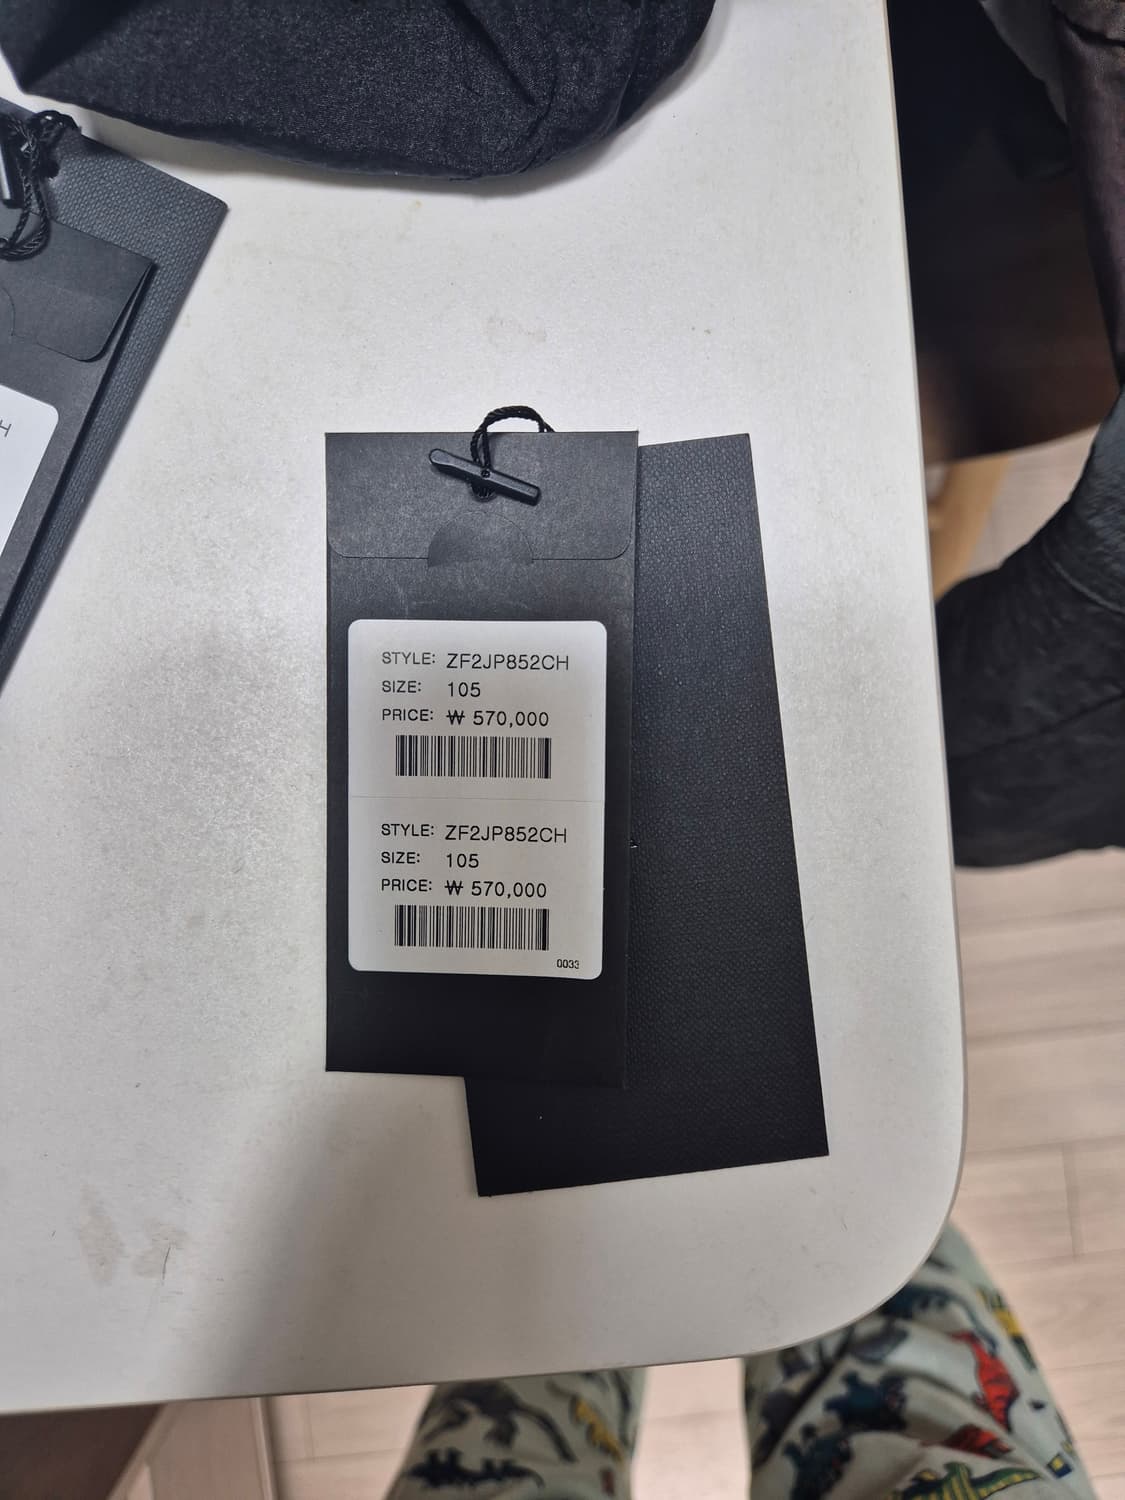 STYLE: ZF2JP852CH
SIZE: 105
PRICE: ₩ 570,000
STYLE: ZF2JP852CH
SIZE: 105
PRICE: ₩ 570,000
0033
H